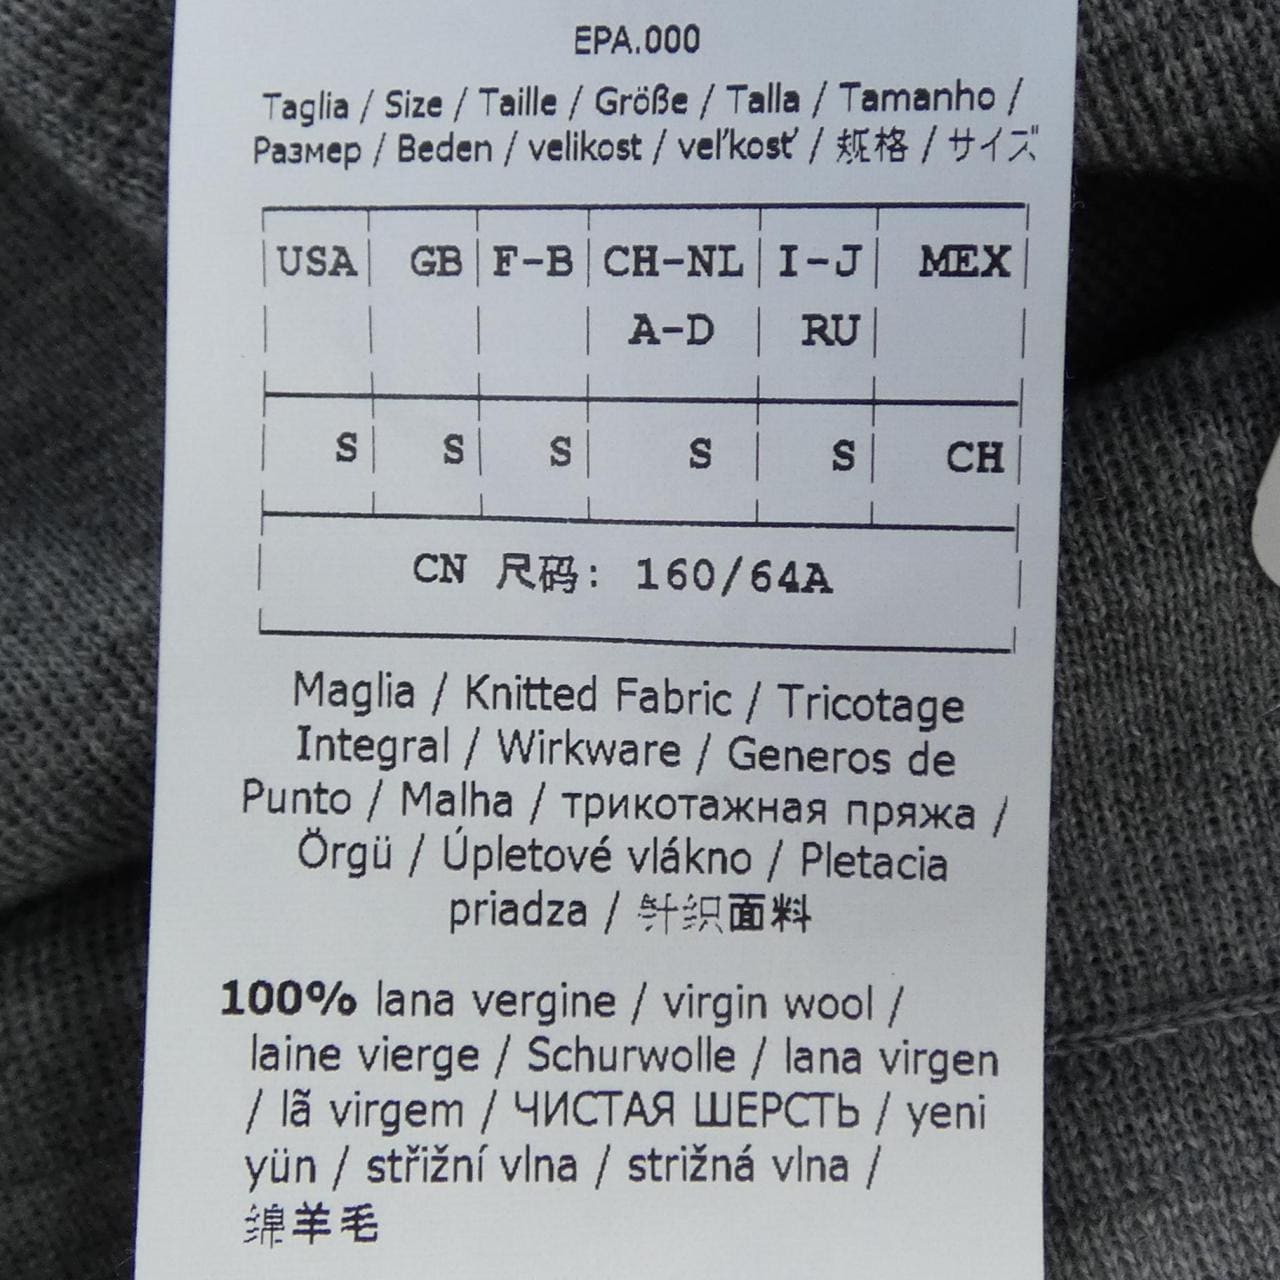 EPA.000
Taglia / Size / Taille / Größe / Talla / Tamanho /
Размер / Beden / velikost / veľkosť / 规格 / サイズ
USA GB F-B CH-NL I-J MEX
A-D RU
S S S S S CH
CN 尺码: 160/64A
Maglia / Knitted Fabric / Tricotage
Integral / Wirkware / Generos de
Punto / Malha / трикотажная пряжа /
Örgü / Úpletové vlákno / Pletacia
priadza / 针织面料
100% lana vergine / virgin wool /
laine vierge / Schurwolle / lana virgen
/ lã virgem / ЧИСТАЯ ШЕРСТЬ / yeni
yün / střižní vlna / strižná vlna /
绵羊毛